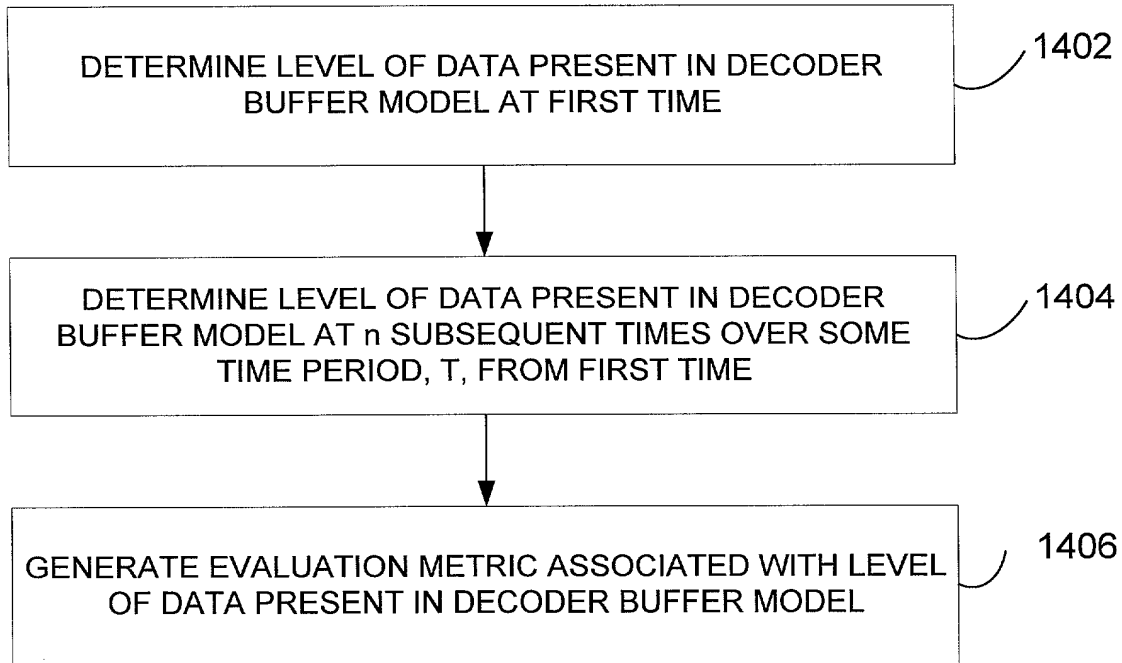 DETERMINE LEVEL OF DATA PRESENT IN DECODER
BUFFER MODEL AT FIRST TIME
1402
DETERMINE LEVEL OF DATA PRESENT IN DECODER
BUFFER MODEL AT n SUBSEQUENT TIMES OVER SOME
TIME PERIOD, T, FROM FIRST TIME
1404
GENERATE EVALUATION METRIC ASSOCIATED WITH LEVEL
OF DATA PRESENT IN DECODER BUFFER MODEL
1406